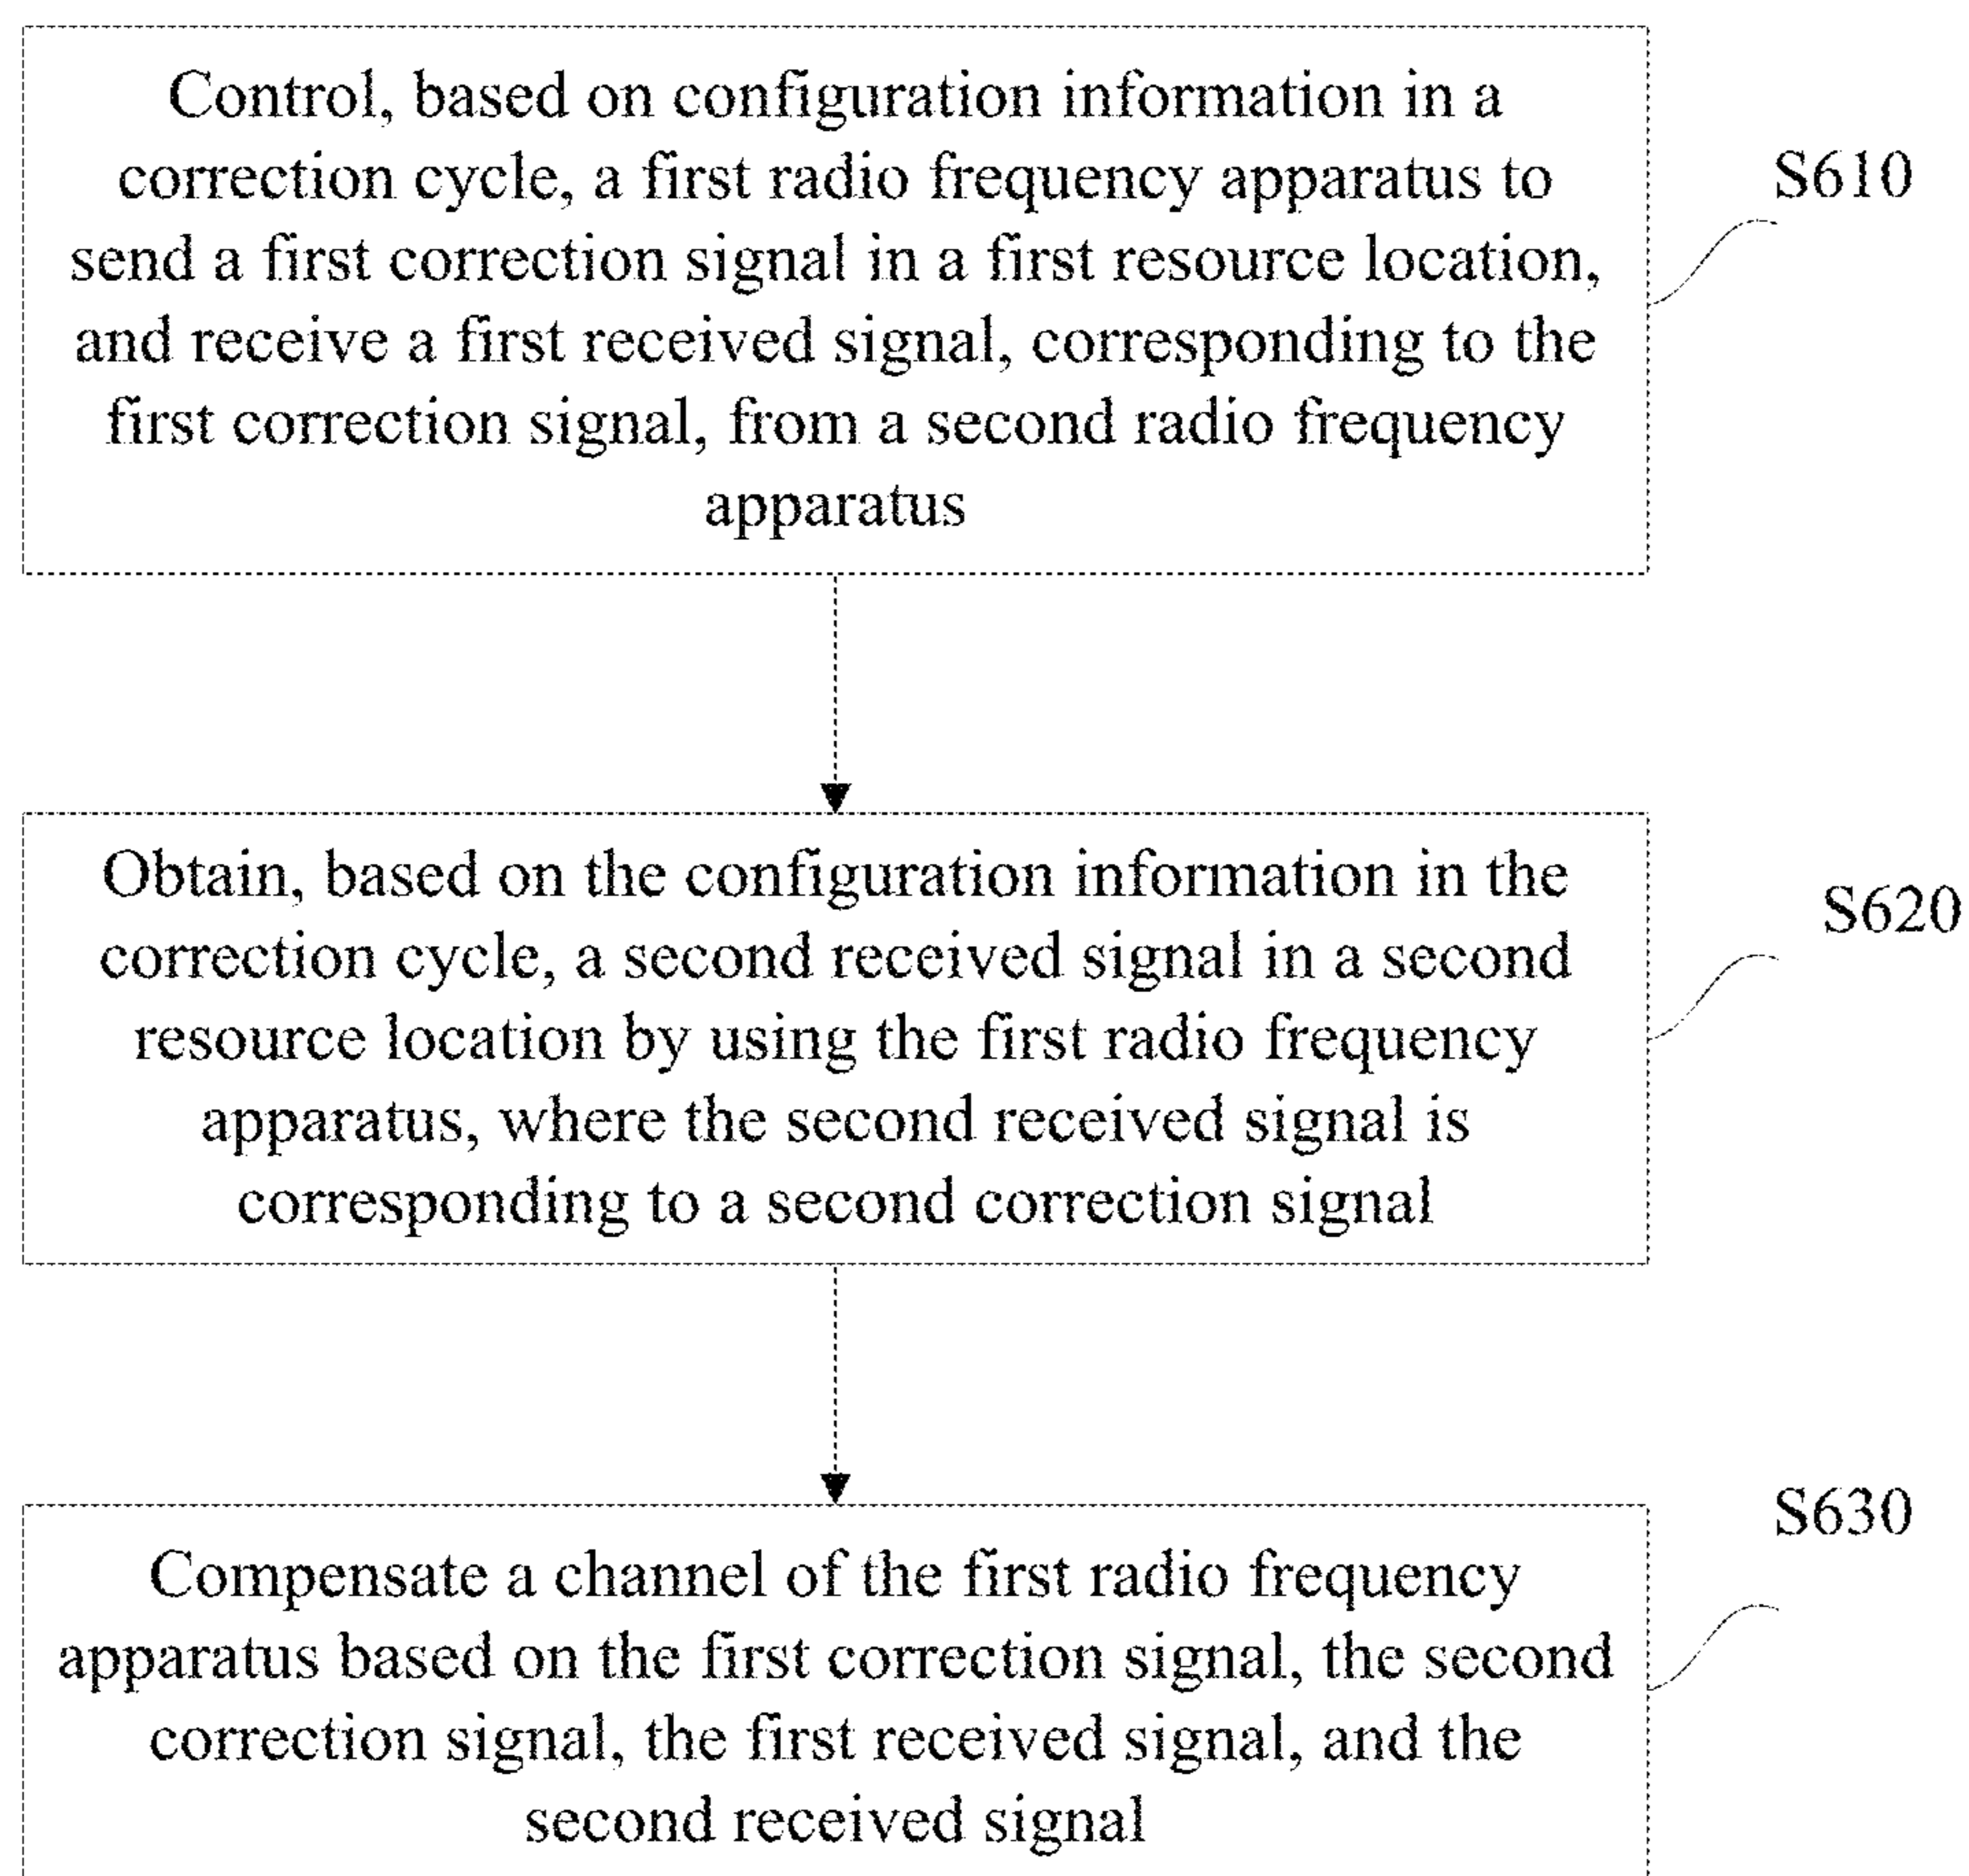 Control, based on configuration information in a
correction cycle, a first radio frequency apparatus to
send a first correction signal in a first resource location,
and receive a first received signal, corresponding to the
first correction signal, from a second radio frequency
apparatus
S610
Obtain, based on the configuration information in the
correction cycle, a second received signal in a second
resource location by using the first radio frequency
apparatus, where the second received signal is
corresponding to a second correction signal
S620
Compensate a channel of the first radio frequency
apparatus based on the first correction signal, the second
correction signal, the first received signal, and the
second received signal
S630